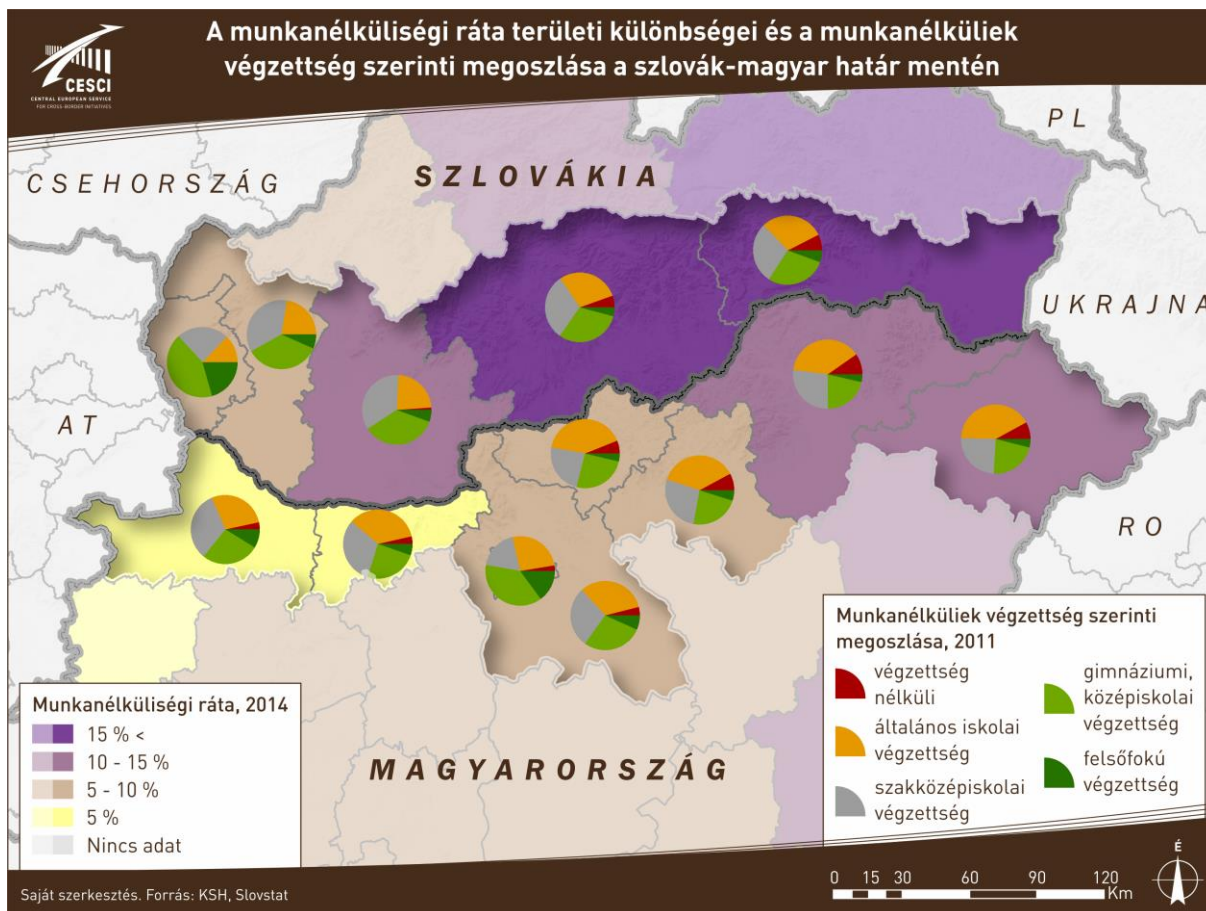 A munkanélküliségi ráta területi különbségei és a munkanélküliek
végzettség szerinti megoszlása a szlovák-magyar határ mentén
CESCI
CENTRAL EUROPEAN SERVICE
FOR CROSS-BORDER INITIATIVES
PL
CSEHORSZÁG
SZLOVÁKIA
UKRAJNA
AT
RO
MAGYARORSZÁG
Munkanélküliségi ráta, 2014
15 % <
10 - 15 %
5 - 10 %
5 %
Nincs adat
Munkanélküliek végzettség szerinti
megoszlása, 2011
végzettség
nélküli
általános iskolai
végzettség
szakközépiskolai
végzettség
gimnáziumi,
középiskolai
végzettség
felsőfokú
végzettség
Saját szerkesztés. Forrás: KSH, Slovstat
0 15 30 60 90 120
Km
É